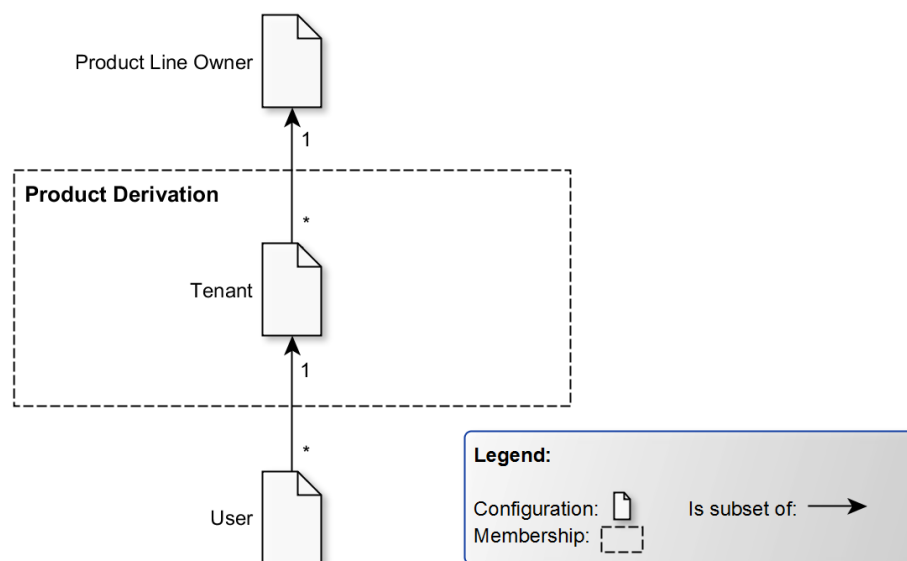 Product Line Owner
1
Product Derivation
*
Tenant
1
*
User
Legend:
Configuration:
Is subset of:
Membership: